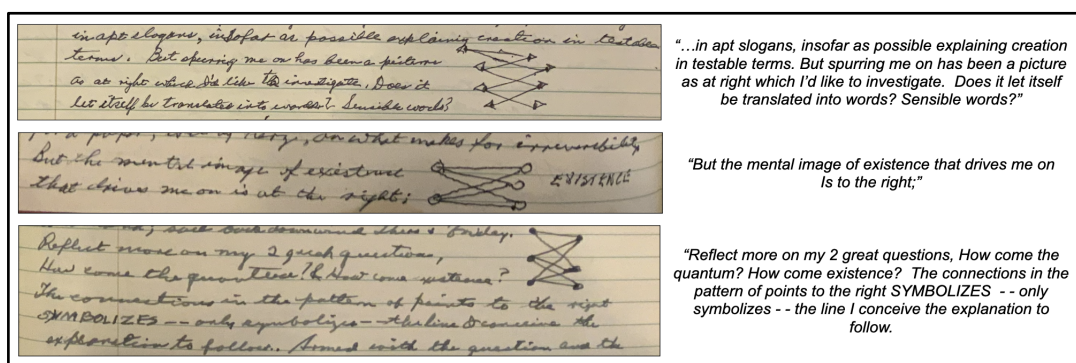 in apt slogans, insofar as possible explaining creation in testable
terms. But spurring me on has been a picture
as at right which I'd like to investigate. Does it
let itself be translated into words? Sensible words?
“…in apt slogans, insofar as possible explaining creation
in testable terms. But spurring me on has been a picture
as at right which I’d like to investigate. Does it let itself
be translated into words? Sensible words?”
on what makes for irreversibility
But the mental image of existence
that drives me on is at the right;
EXISTENCE
“But the mental image of existence that drives me on
Is to the right;”
Friday.
Reflect more on my 2 great questions,
How come the quantum? & How come existence?
The connections in the pattern of points to the right
SYMBOLIZES -- only symbolizes -- the line I conceive the
explanation to follow. Armed with the question and the
“Reflect more on my 2 great questions, How come the
quantum? How come existence? The connections in the
pattern of points to the right SYMBOLIZES - - only
symbolizes - - the line I conceive the explanation to
follow.